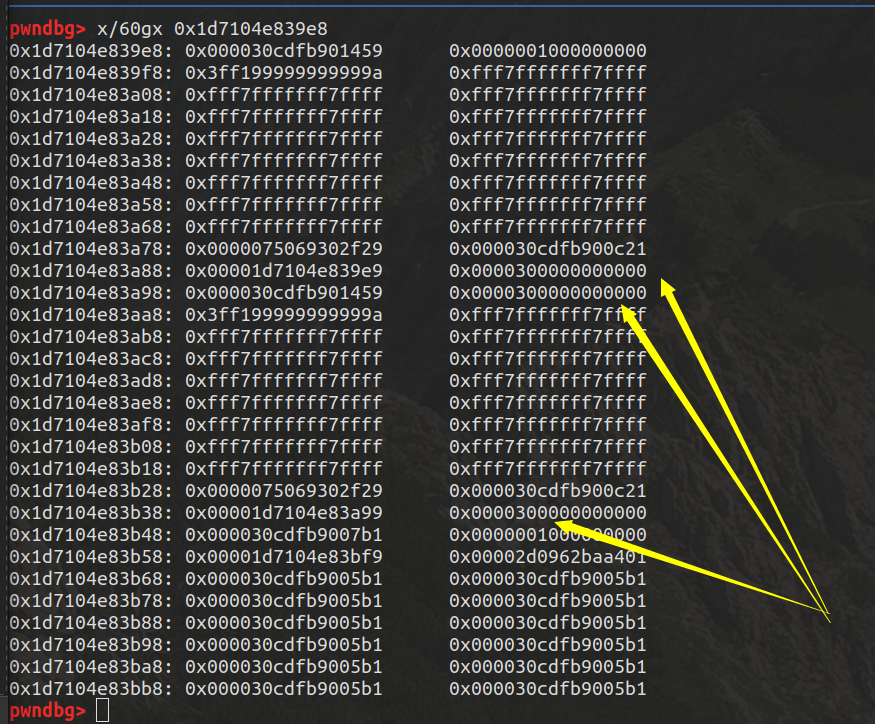 pwndbg> x/60gx 0x1d7104e839e8
0x1d7104e839e8: 0x000030cdfb901459 0x0000001000000000
0x1d7104e839f8: 0x3ff199999999999a 0xfff7fffffff7ffff
0x1d7104e83a08: 0xfff7fffffff7ffff 0xfff7fffffff7ffff
0x1d7104e83a18: 0xfff7fffffff7ffff 0xfff7fffffff7ffff
0x1d7104e83a28: 0xfff7fffffff7ffff 0xfff7fffffff7ffff
0x1d7104e83a38: 0xfff7fffffff7ffff 0xfff7fffffff7ffff
0x1d7104e83a48: 0xfff7fffffff7ffff 0xfff7fffffff7ffff
0x1d7104e83a58: 0xfff7fffffff7ffff 0xfff7fffffff7ffff
0x1d7104e83a68: 0xfff7fffffff7ffff 0xfff7fffffff7ffff
0x1d7104e83a78: 0x0000075069302f29 0x000030cdfb900c21
0x1d7104e83a88: 0x00001d7104e839e9 0x0000300000000000
0x1d7104e83a98: 0x000030cdfb901459 0x0000300000000000
0x1d7104e83aa8: 0x3ff199999999999a 0xfff7fffffff7ffff
0x1d7104e83ab8: 0xfff7fffffff7ffff 0xfff7fffffff7ffff
0x1d7104e83ac8: 0xfff7fffffff7ffff 0xfff7fffffff7ffff
0x1d7104e83ad8: 0xfff7fffffff7ffff 0xfff7fffffff7ffff
0x1d7104e83ae8: 0xfff7fffffff7ffff 0xfff7fffffff7ffff
0x1d7104e83af8: 0xfff7fffffff7ffff 0xfff7fffffff7ffff
0x1d7104e83b08: 0xfff7fffffff7ffff 0xfff7fffffff7ffff
0x1d7104e83b18: 0xfff7fffffff7ffff 0xfff7fffffff7ffff
0x1d7104e83b28: 0x0000075069302f29 0x000030cdfb900c21
0x1d7104e83b38: 0x00001d7104e83a99 0x0000300000000000
0x1d7104e83b48: 0x000030cdfb9007b1 0x0000001000000000
0x1d7104e83b58: 0x00001d7104e83bf9 0x00002d0962baa401
0x1d7104e83b68: 0x000030cdfb9005b1 0x000030cdfb9005b1
0x1d7104e83b78: 0x000030cdfb9005b1 0x000030cdfb9005b1
0x1d7104e83b88: 0x000030cdfb9005b1 0x000030cdfb9005b1
0x1d7104e83b98: 0x000030cdfb9005b1 0x000030cdfb9005b1
0x1d7104e83ba8: 0x000030cdfb9005b1 0x000030cdfb9005b1
0x1d7104e83bb8: 0x000030cdfb9005b1 0x000030cdfb9005b1
pwndbg>